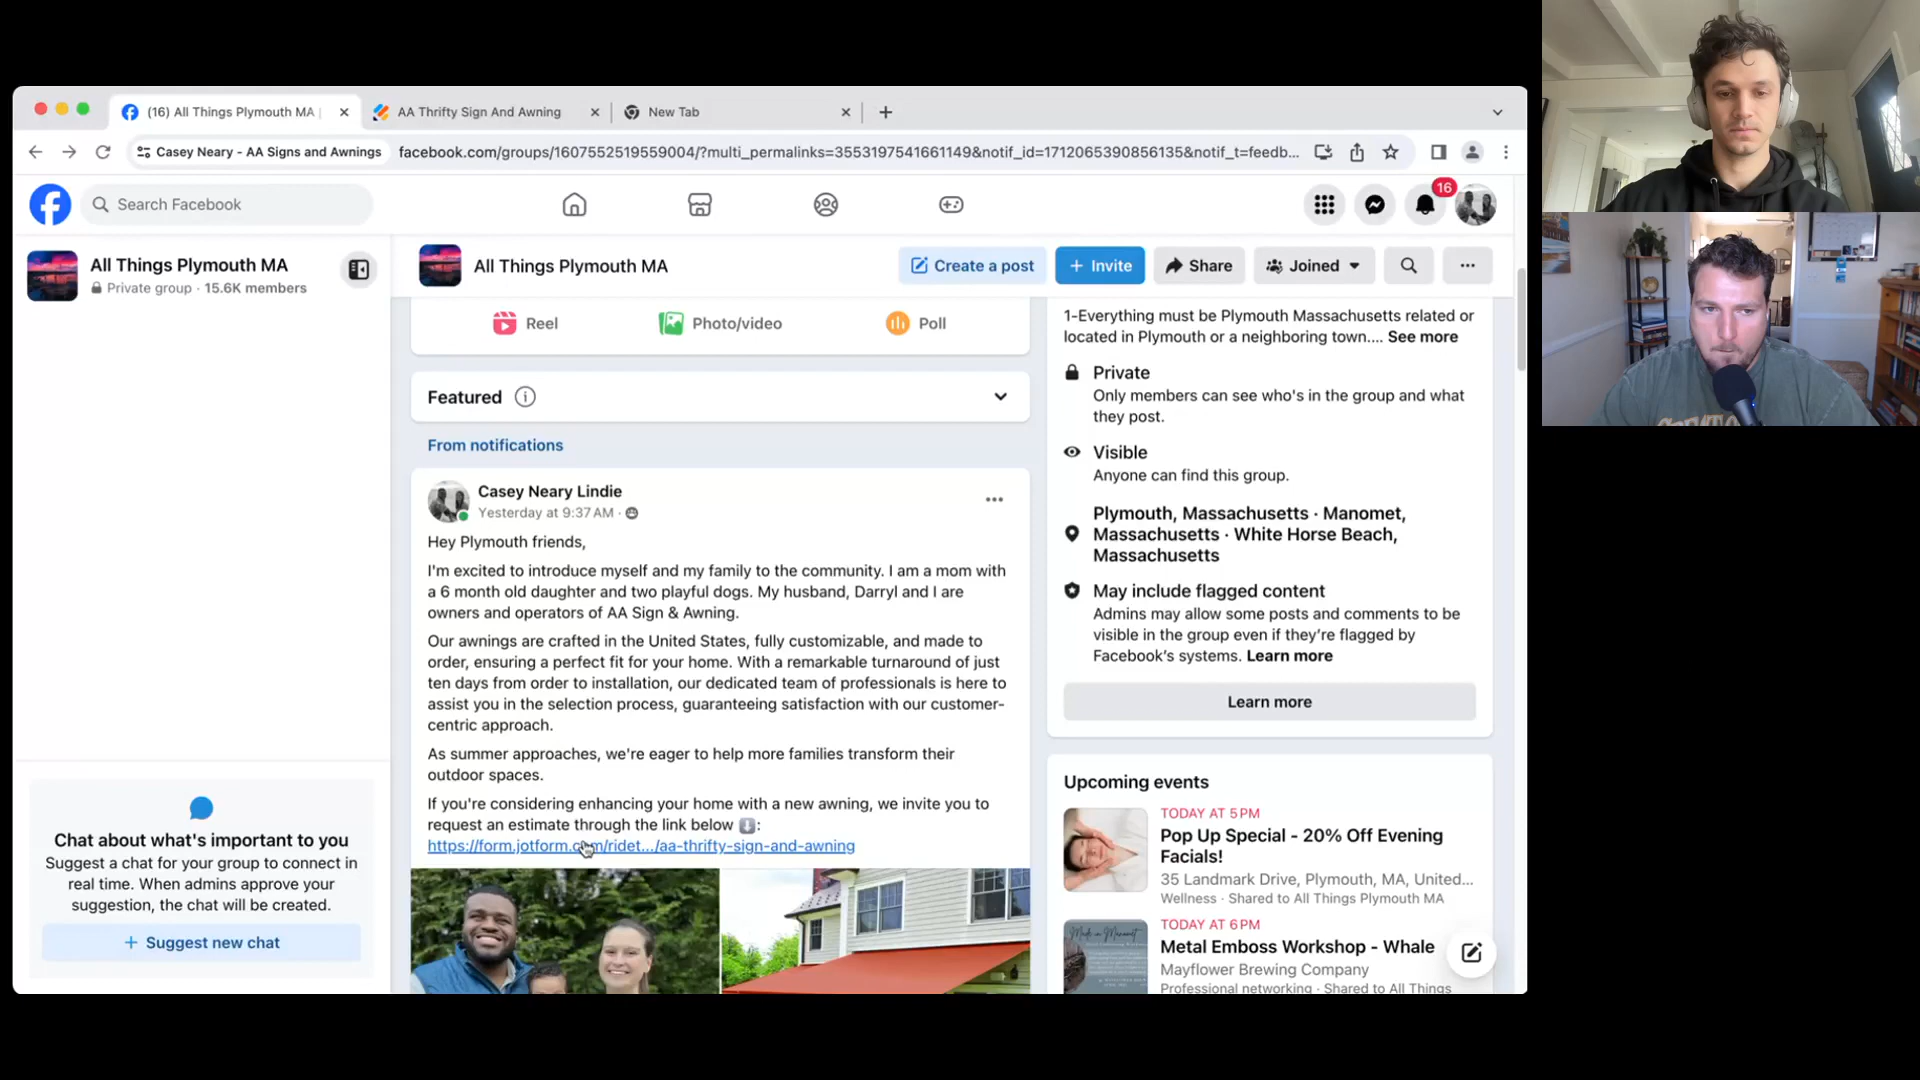 (16) All Things Plymouth MA |
AA Thrifty Sign And Awning
New Tab
Casey Neary - AA Signs and Awnings
facebook.com/groups/1607552519559004/?multi_permalinks=3553197541661149&notif_id=1712065390856135&notif_t=feedb...
Search Facebook
16
All Things Plymouth MA
Private group · 15.6K members
All Things Plymouth MA
Create a post
+ Invite
Share
Joined
Reel
Photo/video
Poll
Featured
From notifications
Casey Neary Lindie
Yesterday at 9:37 AM ·
Hey Plymouth friends,
I'm excited to introduce myself and my family to the community. I am a mom with
a 6 month old daughter and two playful dogs. My husband, Darryl and I are
owners and operators of AA Sign & Awning.
Our awnings are crafted in the United States, fully customizable, and made to
order, ensuring a perfect fit for your home. With a remarkable turnaround of just
ten days from order to installation, our dedicated team of professionals is here to
assist you in the selection process, guaranteeing satisfaction with our customer-
centric approach.
As summer approaches, we're eager to help more families transform their
outdoor spaces.
If you're considering enhancing your home with a new awning, we invite you to
request an estimate through the link below ⬇️:
https://form.jotform.com/ridet.../aa-thrifty-sign-and-awning
1-Everything must be Plymouth Massachusetts related or
located in Plymouth or a neighboring town.... See more
Private
Only members can see who's in the group and what
they post.
Visible
Anyone can find this group.
Plymouth, Massachusetts · Manomet,
Massachusetts · White Horse Beach,
Massachusetts
May include flagged content
Admins may allow some posts and comments to be
visible in the group even if they're flagged by
Facebook's systems. Learn more
Learn more
Upcoming events
TODAY AT 5 PM
Pop Up Special - 20% Off Evening
Facials!
35 Landmark Drive, Plymouth, MA, United...
Wellness · Shared to All Things Plymouth MA
TODAY AT 6 PM
Metal Emboss Workshop - Whale
Mayflower Brewing Company
Professional networking · Shared to All Things
Chat about what's important to you
Suggest a chat for your group to connect in
real time. When admins approve your
suggestion, the chat will be created.
+ Suggest new chat